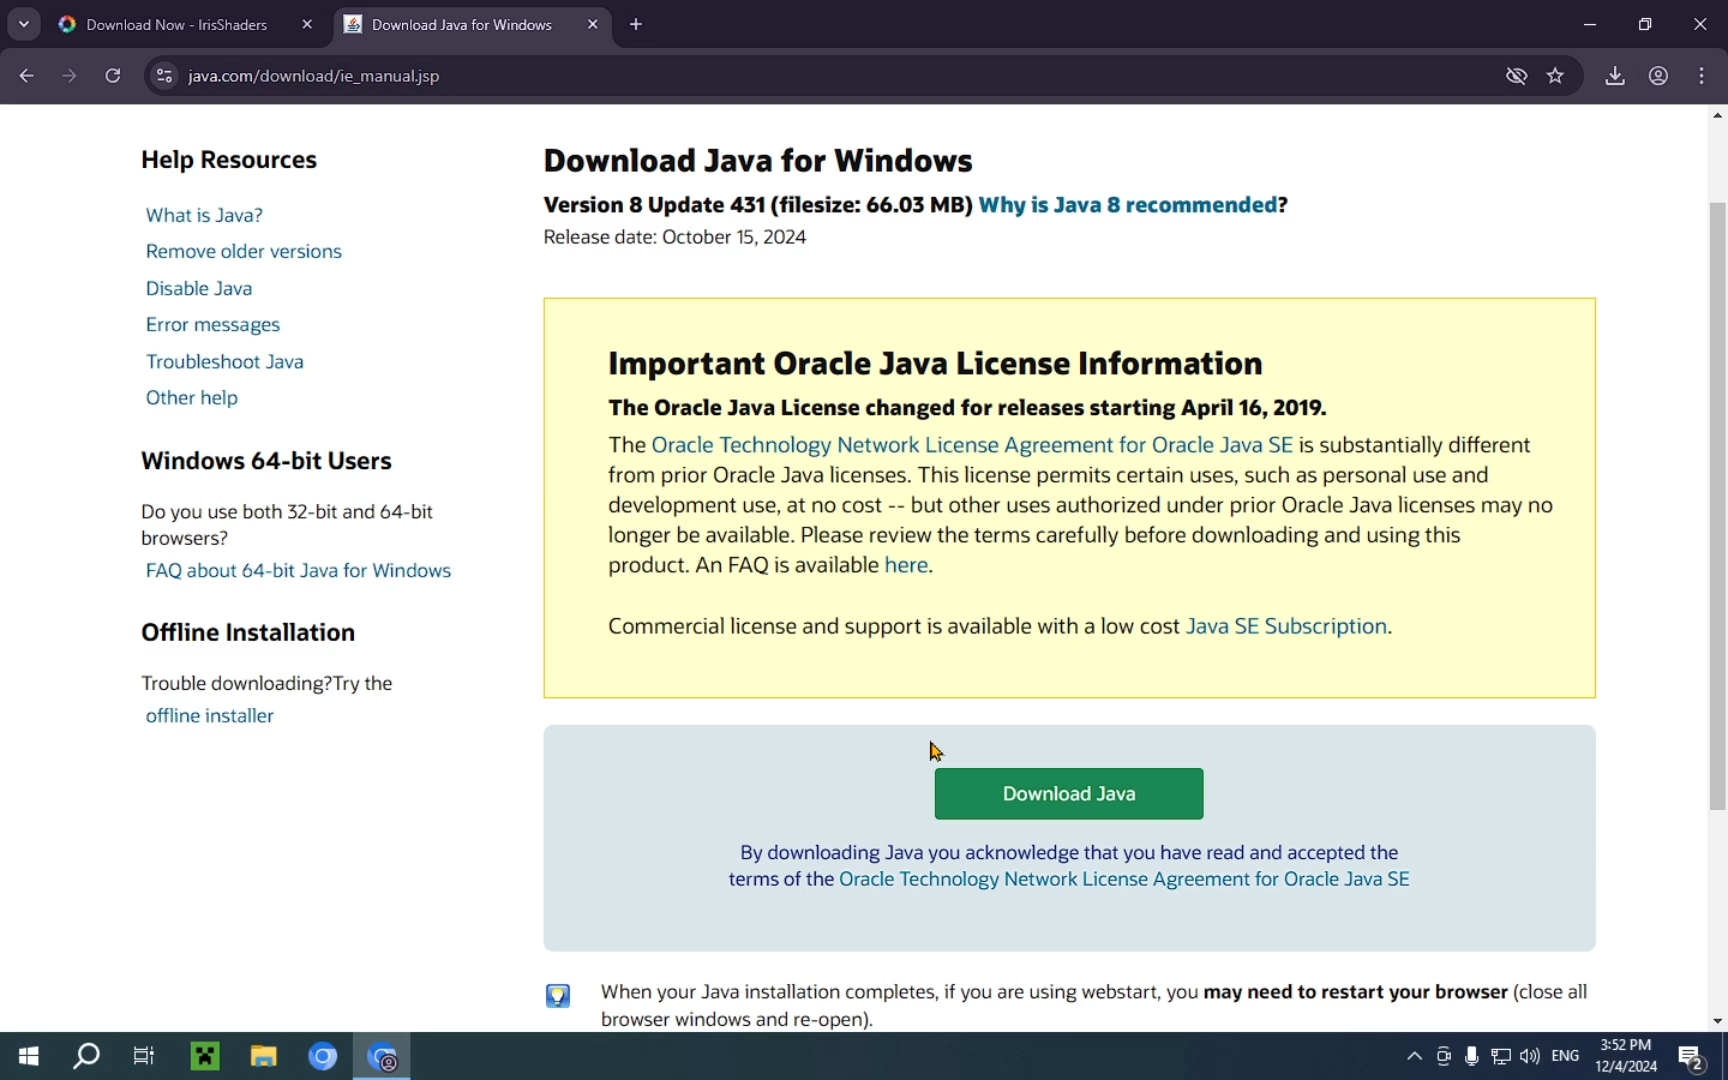 Download Now - IrisShaders
Download Java for Windows
java.com/download/ie_manual.jsp
Help Resources
What is Java?
Remove older versions
Disable Java
Error messages
Troubleshoot Java
Other help
Windows 64-bit Users
Do you use both 32-bit and 64-bit
browsers?
FAQ about 64-bit Java for Windows
Offline Installation
Trouble downloading?Try the
offline installer
Download Java for Windows
Version 8 Update 431 (filesize: 66.03 MB) Why is Java 8 recommended?
Release date: October 15, 2024
Important Oracle Java License Information
The Oracle Java License changed for releases starting April 16, 2019.
The Oracle Technology Network License Agreement for Oracle Java SE is substantially different
from prior Oracle Java licenses. This license permits certain uses, such as personal use and
development use, at no cost -- but other uses authorized under prior Oracle Java licenses may no
longer be available. Please review the terms carefully before downloading and using this
product. An FAQ is available here.
Commercial license and support is available with a low cost Java SE Subscription.
Download Java
By downloading Java you acknowledge that you have read and accepted the
terms of the Oracle Technology Network License Agreement for Oracle Java SE
When your Java installation completes, if you are using webstart, you may need to restart your browser (close all
browser windows and re-open).
ENG
3:52 PM
12/4/2024
2